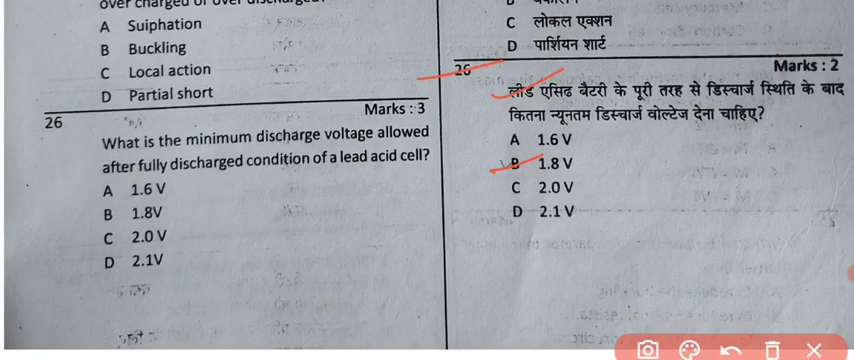 over charged or over discharged?
A Suiphation
B Buckling
C Local action
D Partial short
26 Marks : 3
What is the minimum discharge voltage allowed
after fully discharged condition of a lead acid cell?
A 1.6 V
B 1.8V
C 2.0 V
D 2.1V
C लोकल एक्शन
D पार्शियन शार्ट
26 Marks : 2
लीड एसिढ बैटरी के पूरी तरह से डिस्चार्ज स्थिति के बाद
कितना न्यूनतम डिस्चार्ज वोल्टेज देना चाहिए?
A 1.6 V
B 1.8 V
C 2.0 V
D 2.1 V